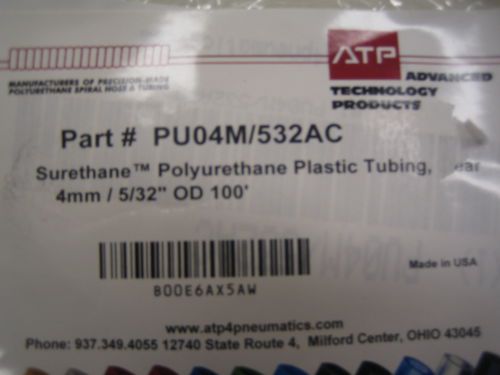 ATP ADVANCED
TECHNOLOGY
PRODUCTS
MANUFACTURERS OF PRECISION-MADE
POLYURETHANE SPIRAL HOSE & TUBING
Part # PU04M/532AC
Surethane™ Polyurethane Plastic Tubing, ear
4mm / 5/32" OD 100'
Made in USA
B00E6AX5AW
www.atp4pneumatics.com
Phone: 937.349.4055 12740 State Route 4, Milford Center, OHIO 43045